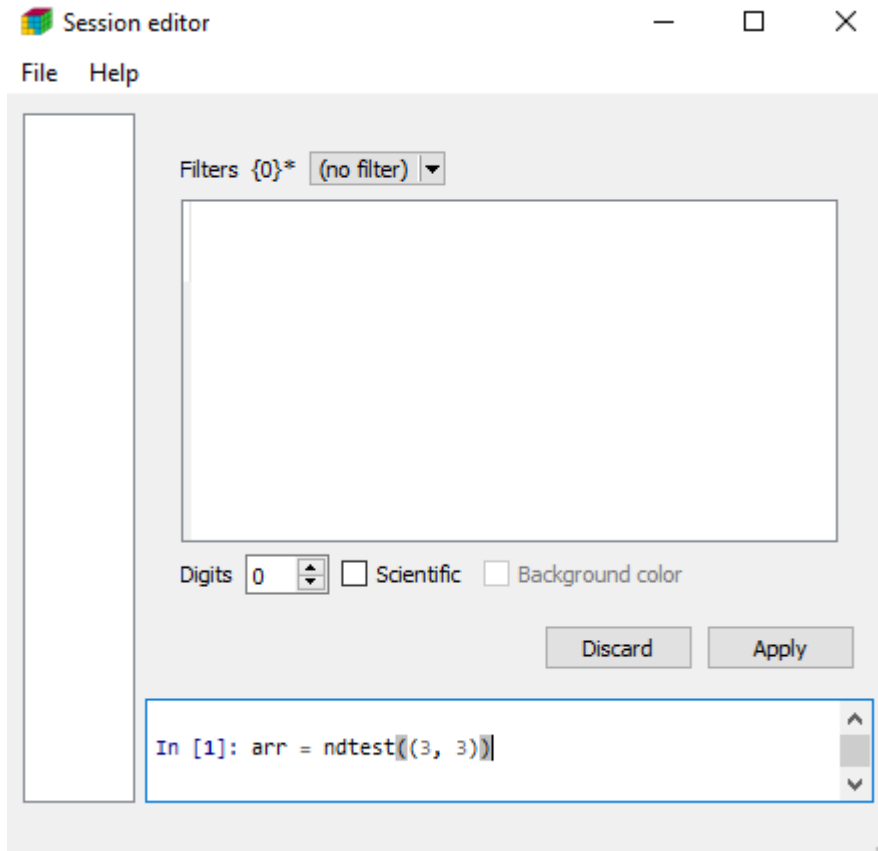 Session editor
File Help
Filters {0}* (no filter)
Digits 0 Scientific Background color
Discard Apply
In [1]: arr = ndtest((3, 3))